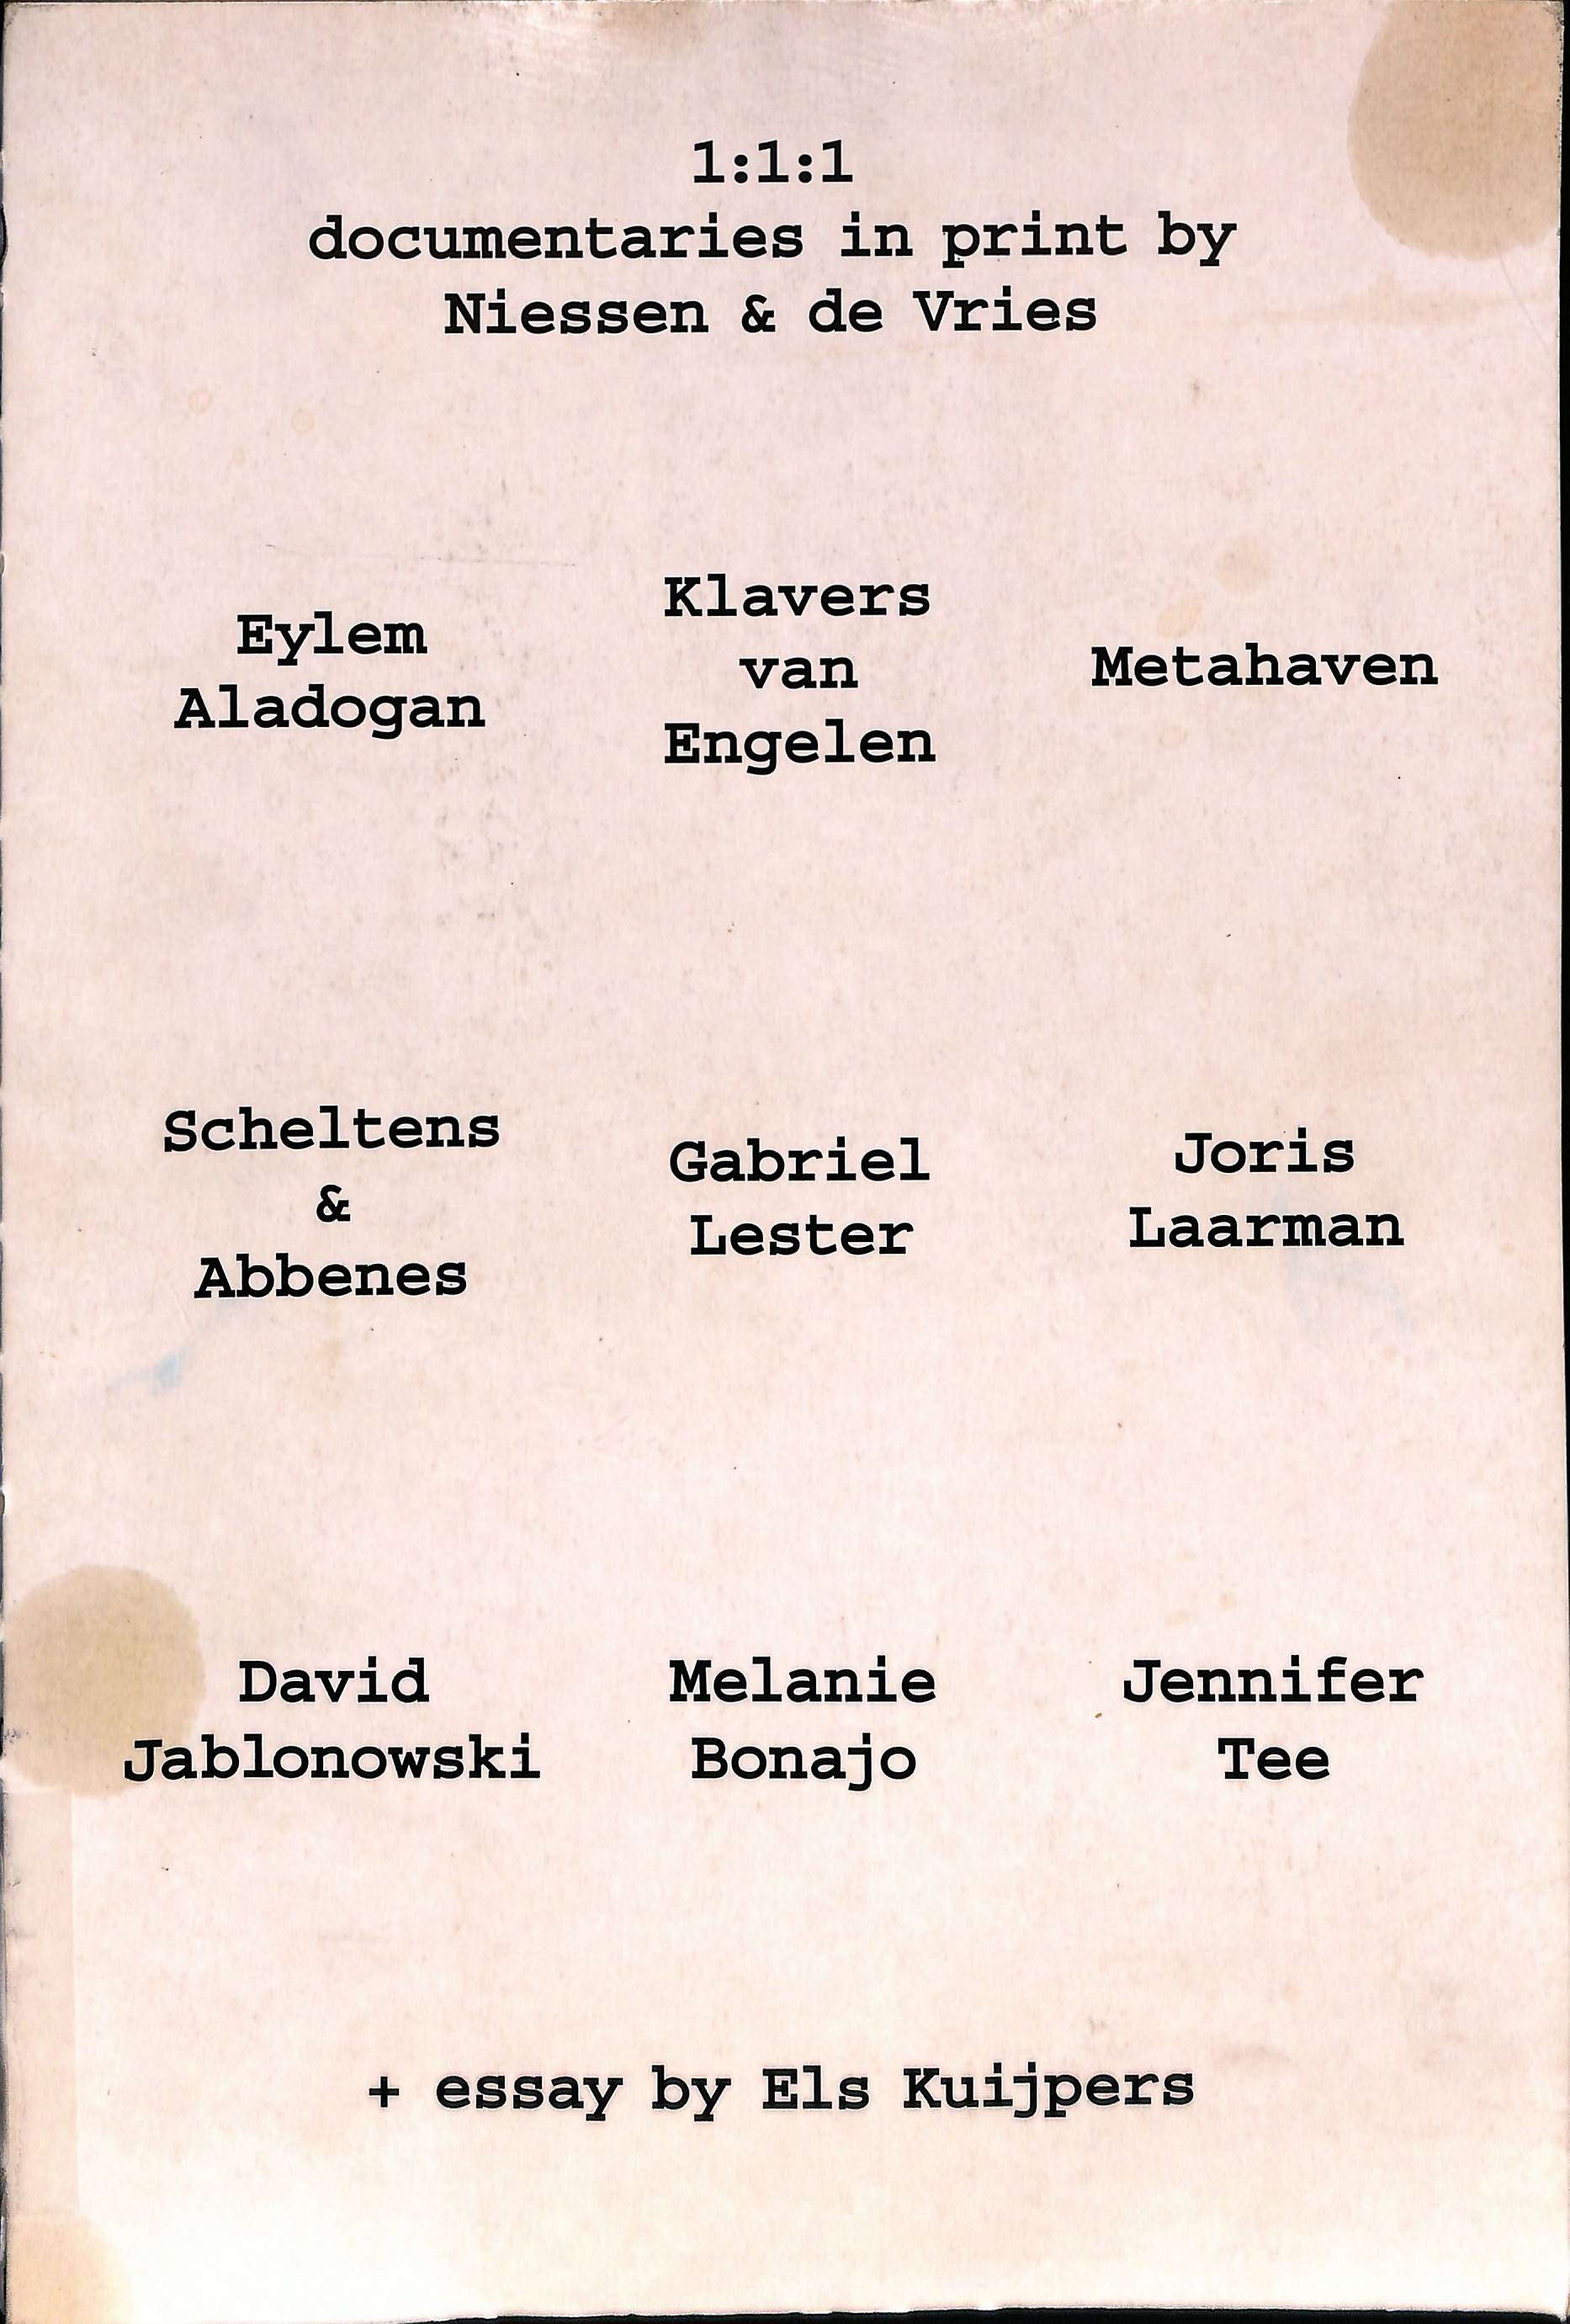 1:1:1
documentaries in print by
Niessen & de Vries
Eylem
Aladogan
Klavers
van
Engelen
Metahaven
Scheltens
&
Abbenes
Gabriel
Lester
Joris
Laarman
David
Jablonowski
Melanie
Bonajo
Jennifer
Tee
+ essay by Els Kuijpers